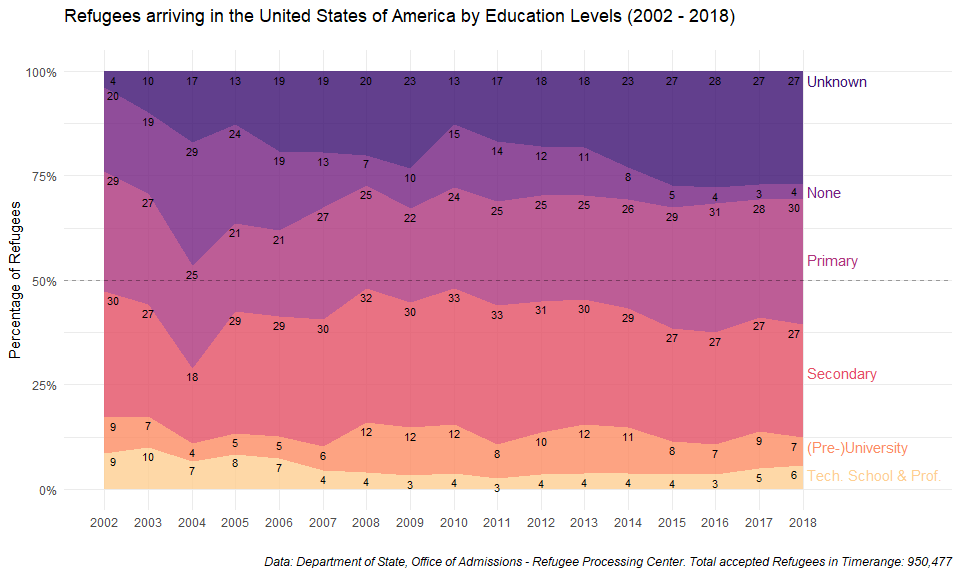 Refugees arriving in the United States of America by Education Levels (2002 - 2018)
Percentage of Refugees
100%
75%
50%
25%
0%
4 10 17 13 19 19 20 23 13 17 18 18 23 27 28 27 27
20 19 29 24 19 13 7 10 15 14 12 11 8 5 4 3 4
29 27 25 21 21 27 25 22 24 25 25 25 26 29 31 28 30
30 27 18 29 29 30 32 30 33 33 31 30 29 27 27 27 27
9 7 4 5 5 6 12 12 12 8 10 12 11 8 7 9 7
9 10 7 8 7 4 4 3 4 3 4 4 4 4 3 5 6
Unknown
None
Primary
Secondary
(Pre-)University
Tech. School & Prof.
2002 2003 2004 2005 2006 2007 2008 2009 2010 2011 2012 2013 2014 2015 2016 2017 2018
Data: Department of State, Office of Admissions - Refugee Processing Center. Total accepted Refugees in Timerange: 950,477